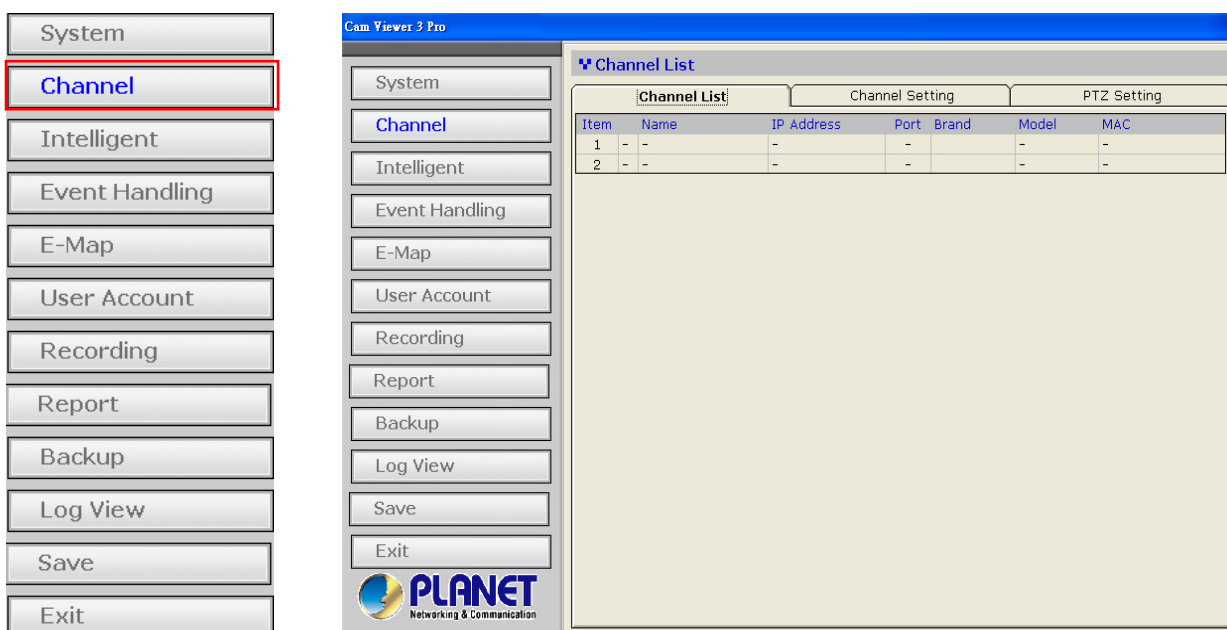 System
Channel
Intelligent
Event Handling
E-Map
User Account
Recording
Report
Backup
Log View
Save
Exit
Cam Viewer 3 Pro
System
Channel
Intelligent
Event Handling
E-Map
User Account
Recording
Report
Backup
Log View
Save
Exit
PLANET
Networking & Communication
Channel List
Channel List Channel Setting PTZ Setting
Item Name IP Address Port Brand Model MAC
1 - - - - - -
2 - - - - - -